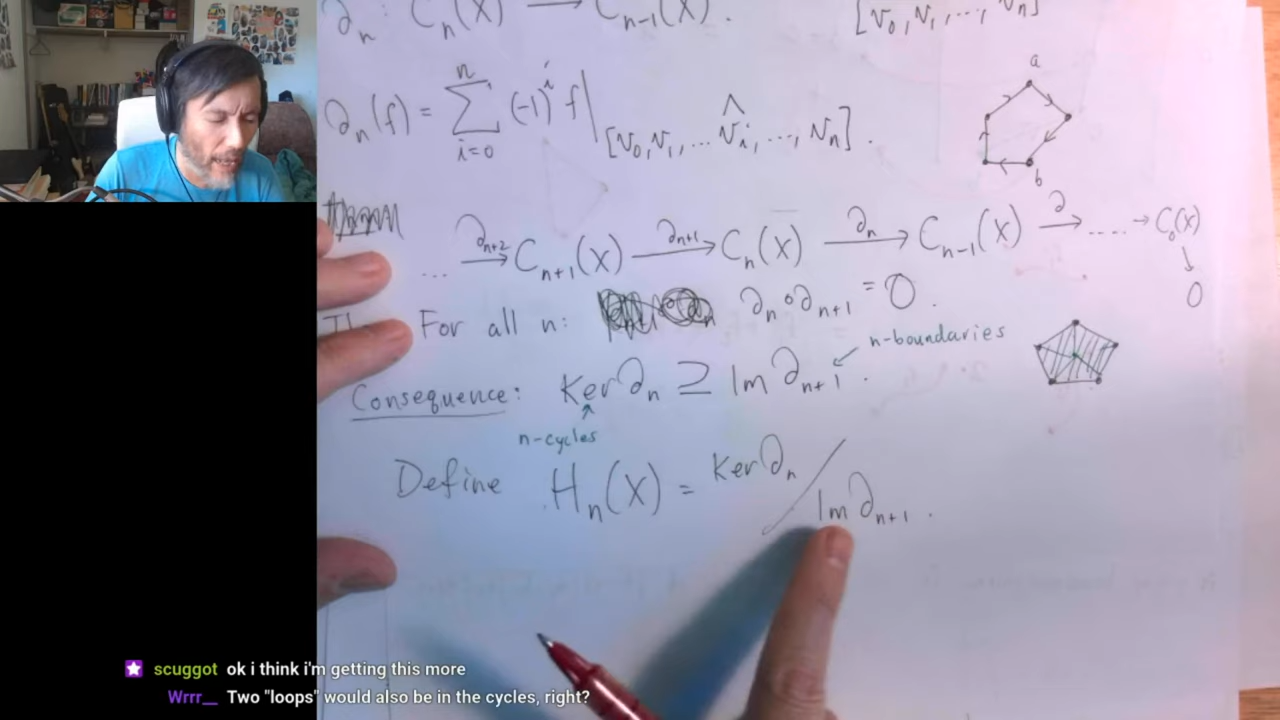 ∂n : Cn(X) → Cn-1(X). [v0, v1, ..., vn]
∂n(f) = Σ i=0 n (-1)^i f| [v0, v1, ... v̂i, ..., vn].
a
b
... ∂n+2→ Cn+1(X) ∂n+1→ Cn(X) ∂n→ Cn-1(X) ∂→ .... → C0(X)
↓
0
For all n: ∂n ∘ ∂n+1 = 0.
n-boundaries
Consequence: Ker ∂n ⊇ Im ∂n+1.
n-cycles
Define Hn(X) = Ker ∂n / Im ∂n+1.
scuggot ok i think i'm getting this more
Wrrr__ Two "loops" would also be in the cycles, right?